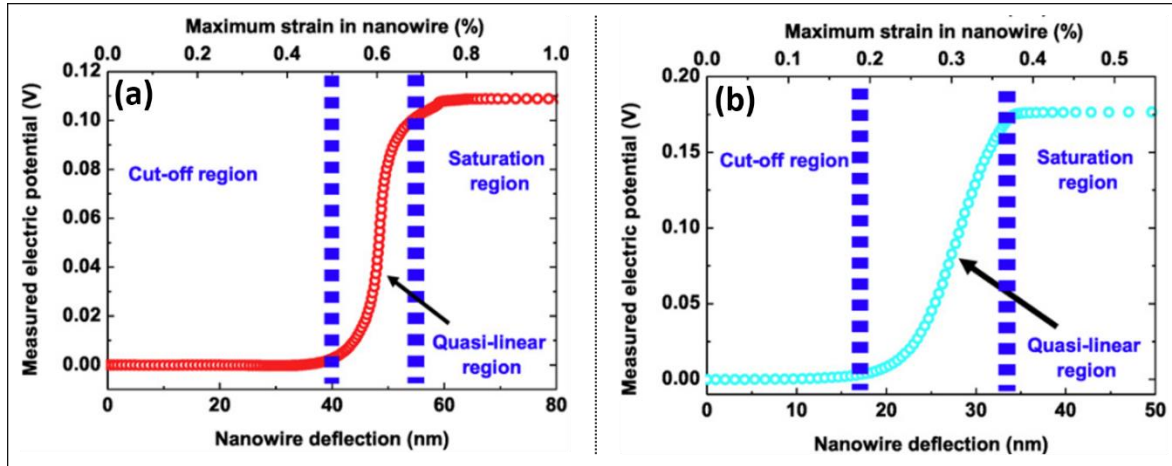 Maximum strain in nanowire (%)
0.0 0.2 0.4 0.6 0.8 1.0
(a)
Measured electric potential (V)
0.12
0.10
0.08
0.06
0.04
0.02
0.00
Cut-off region
Saturation
region
Quasi-linear
region
0 20 40 60 80
Nanowire deflection (nm)
Maximum strain in nanowire (%)
0.0 0.1 0.2 0.3 0.4 0.5
(b)
Measured electric potential (V)
0.20
0.15
0.10
0.05
0.00
Cut-off region
Saturation
region
Quasi-linear
region
0 10 20 30 40 50
Nanowire deflection (nm)